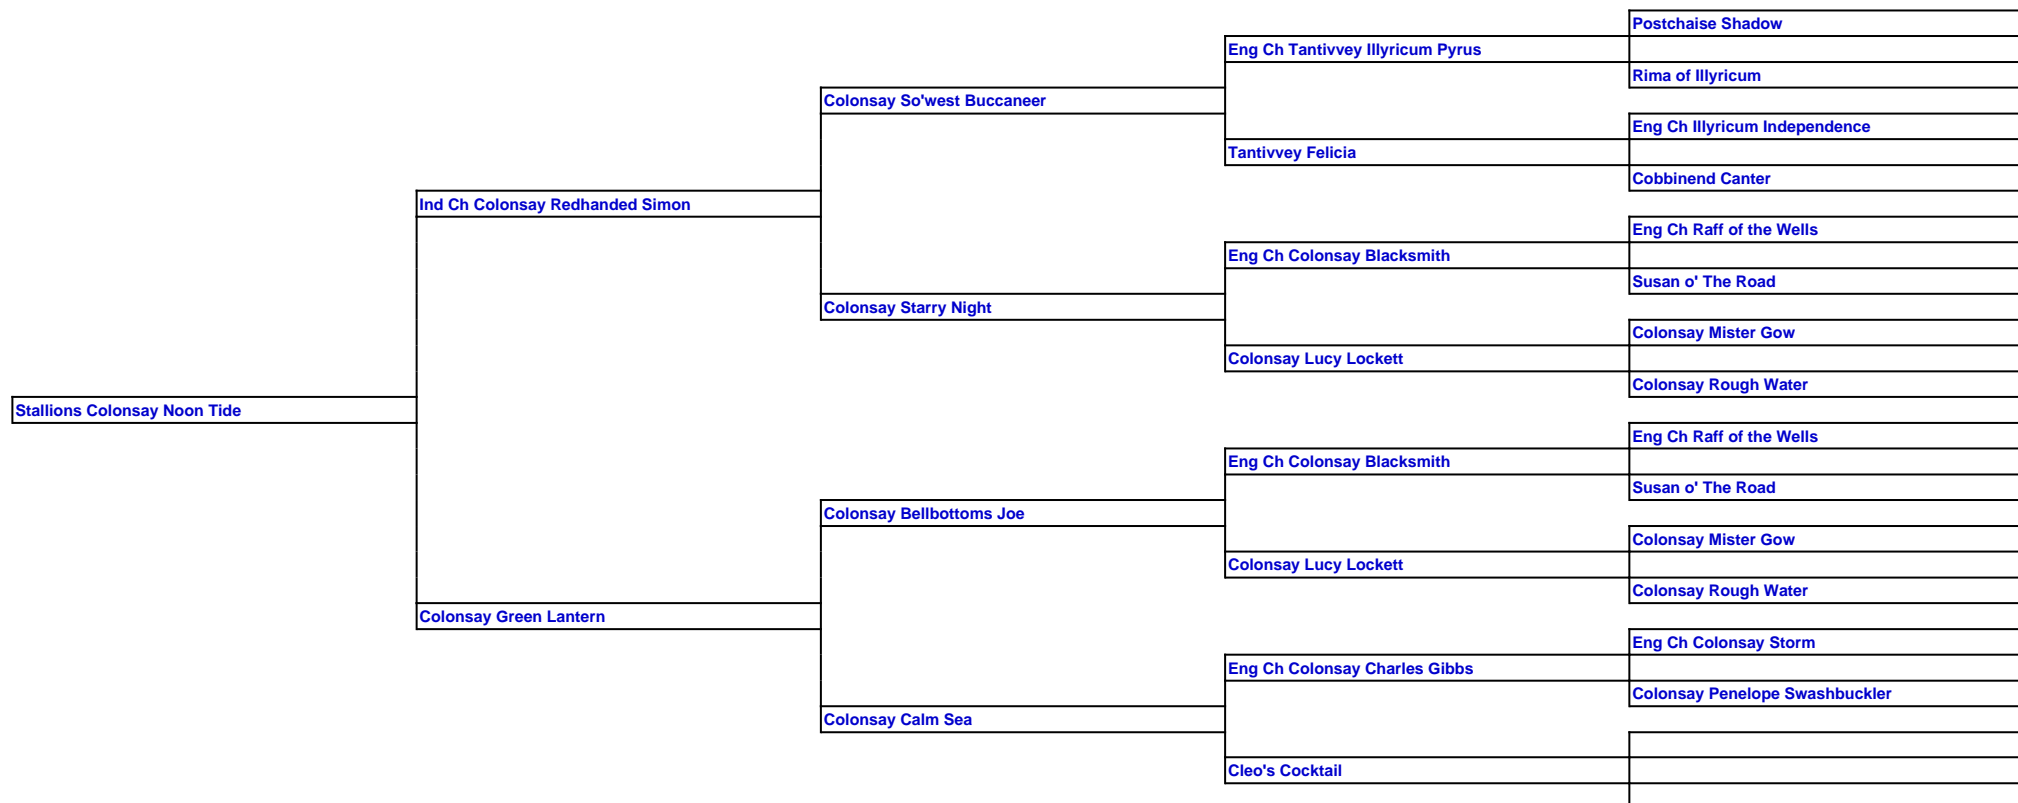 Postchaise Shadow
Eng Ch Tantivvey Illyricum Pyrus
Rima of Illyricum
Colonsay So'west Buccaneer
Eng Ch Illyricum Independence
Tantivvey Felicia
Cobbinend Canter
Ind Ch Colonsay Redhanded Simon
Eng Ch Raff of the Wells
Eng Ch Colonsay Blacksmith
Susan o' The Road
Colonsay Starry Night
Colonsay Mister Gow
Colonsay Lucy Lockett
Colonsay Rough Water
Stallions Colonsay Noon Tide
Eng Ch Raff of the Wells
Eng Ch Colonsay Blacksmith
Susan o' The Road
Colonsay Bellbottoms Joe
Colonsay Mister Gow
Colonsay Lucy Lockett
Colonsay Rough Water
Colonsay Green Lantern
Eng Ch Colonsay Storm
Eng Ch Colonsay Charles Gibbs
Colonsay Penelope Swashbuckler
Colonsay Calm Sea
Cleo's Cocktail